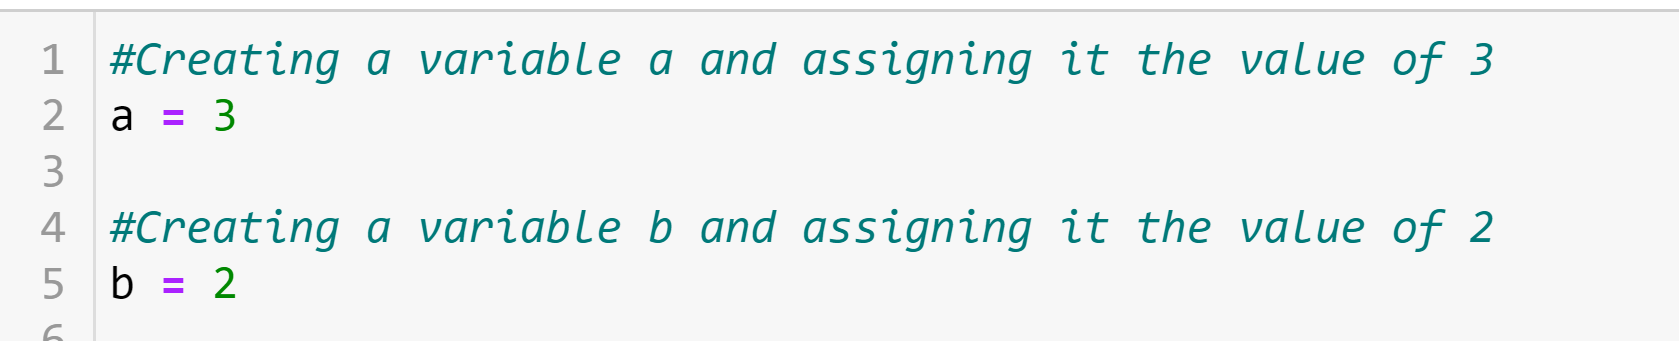 1 #Creating a variable a and assigning it the value of 3
2 a = 3
3
4 #Creating a variable b and assigning it the value of 2
5 b = 2
6